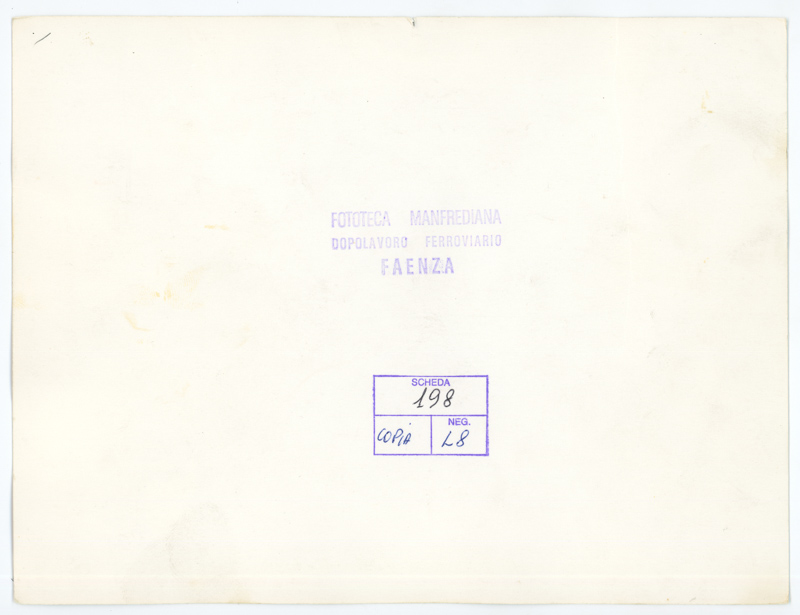 FOTOTECA MANFREDIANA
DOPOLAVORO FERROVIARIO
FAENZA
SCHEDA
198
COPIA
NEG.
L8